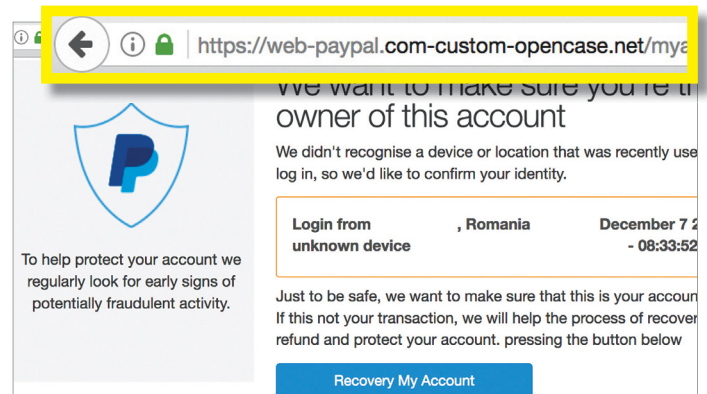 https://web-paypal.com-custom-opencase.net/mya
We want to make sure you're
owner of this account
We didn't recognise a device or location that was recently use
log in, so we'd like to confirm your identity.
Login from , Romania December 7 2
unknown device - 08:33:52
To help protect your account we
regularly look for early signs of
potentially fraudulent activity.
Just to be safe, we want to make sure that this is your accoun
If this not your transaction, we will help the process of recover
refund and protect your account. pressing the button below
Recovery My Account